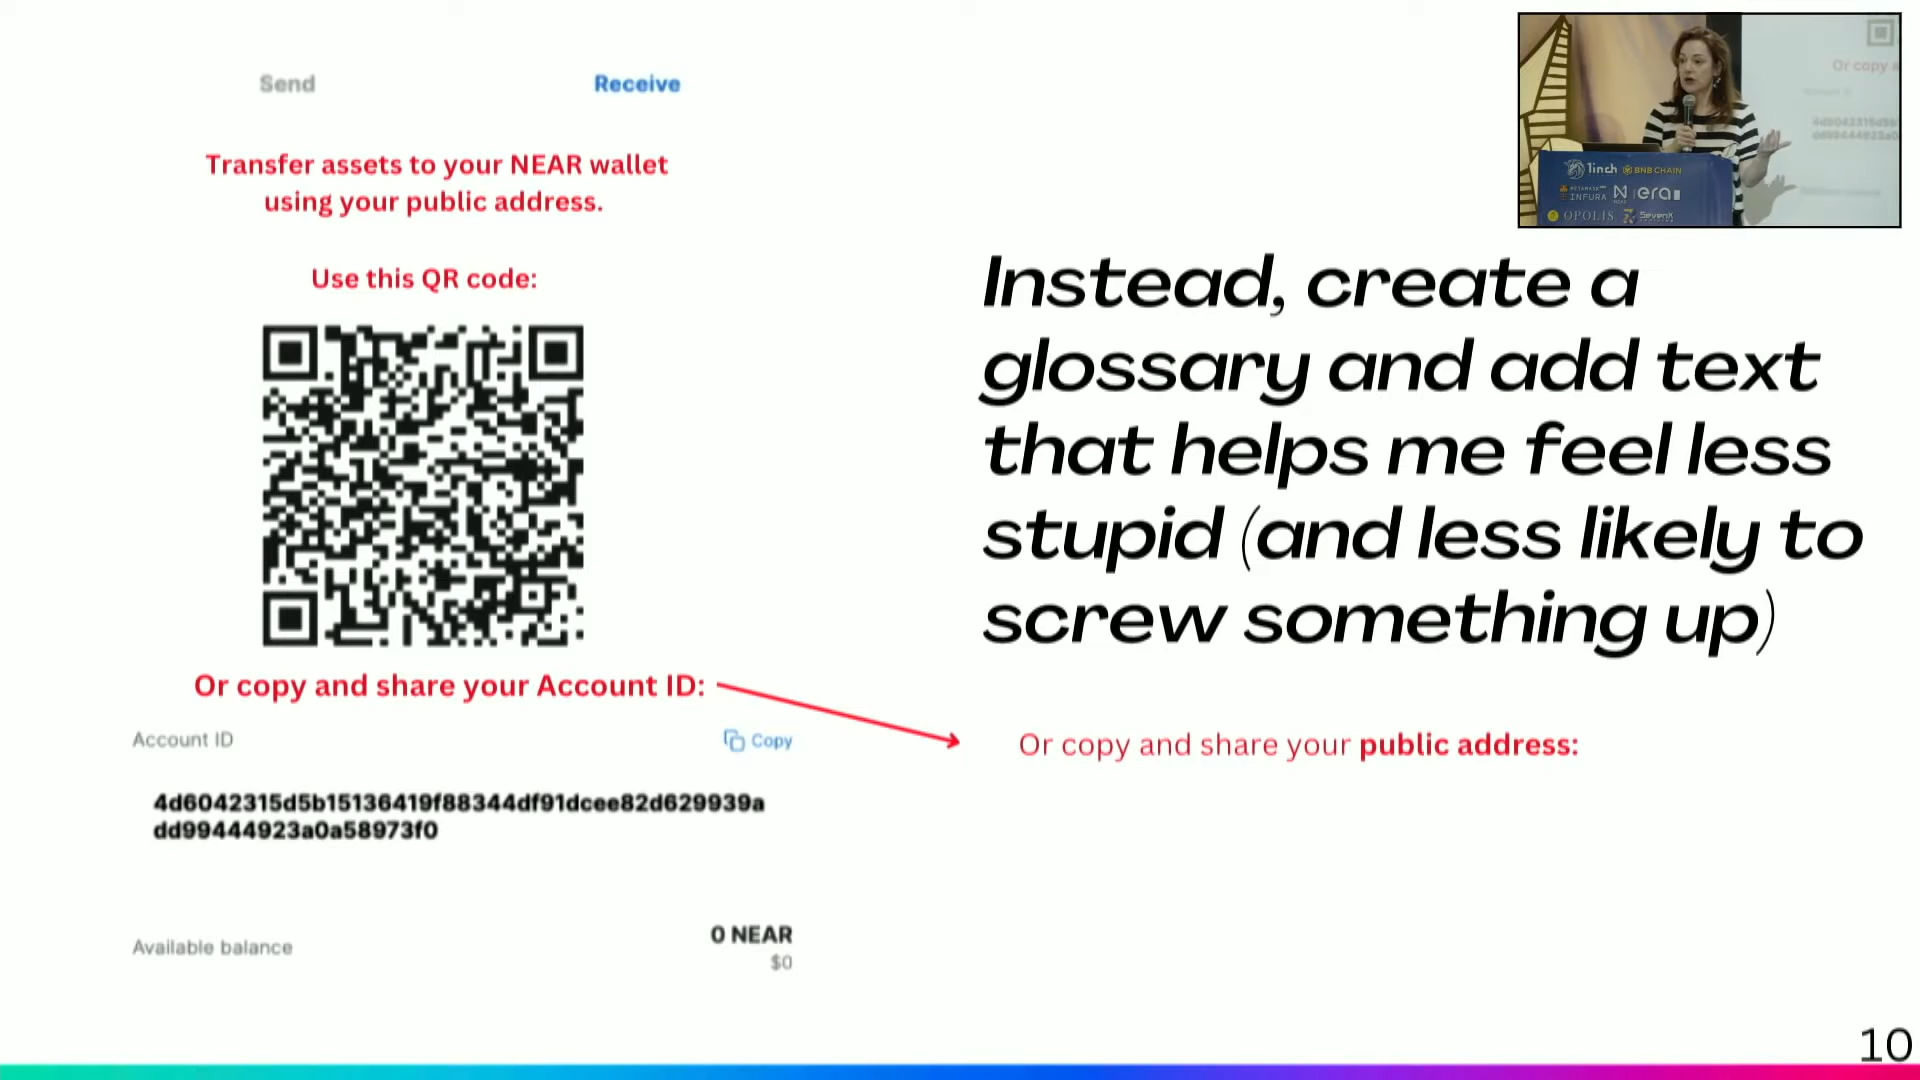 Send
Receive
Transfer assets to your NEAR wallet
using your public address.
Use this QR code:
Or copy and share your Account ID:
Account ID
Copy
4d6042315d5b15136419f88344df91dcee82d629939a
dd99444923a0a58973f0
Available balance
0 NEAR
$0
Instead, create a
glossary and add text
that helps me feel less
stupid (and less likely to
screw something up)
Or copy and share your public address:
10
Or copy a
1inch
BNB CHAIN
INFURA
era
OPOLIS
SevenX